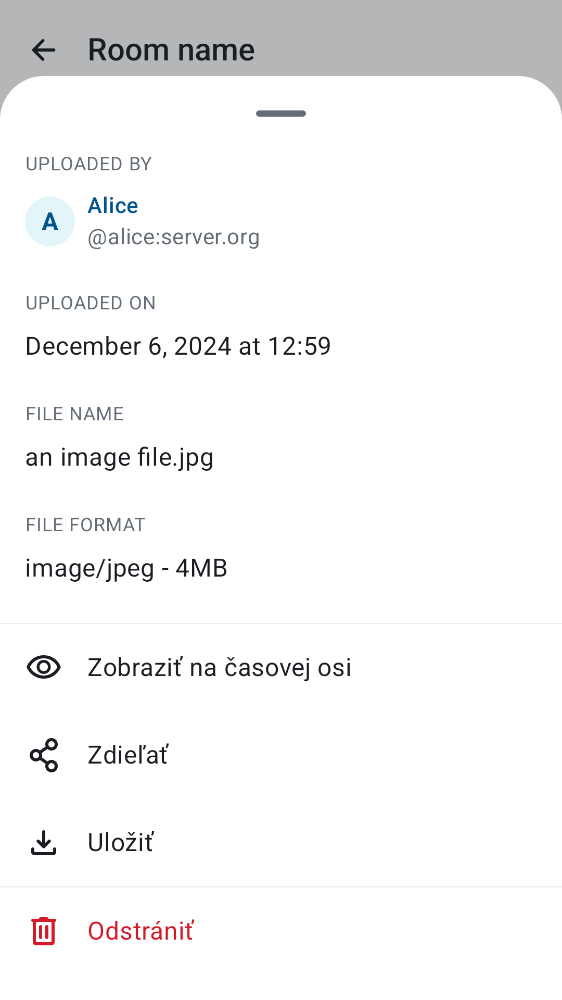 Room name
UPLOADED BY
A
Alice
@alice:server.org
UPLOADED ON
December 6, 2024 at 12:59
FILE NAME
an image file.jpg
FILE FORMAT
image/jpeg - 4MB
Zobraziť na časovej osi
Zdieľať
Uložiť
Odstrániť